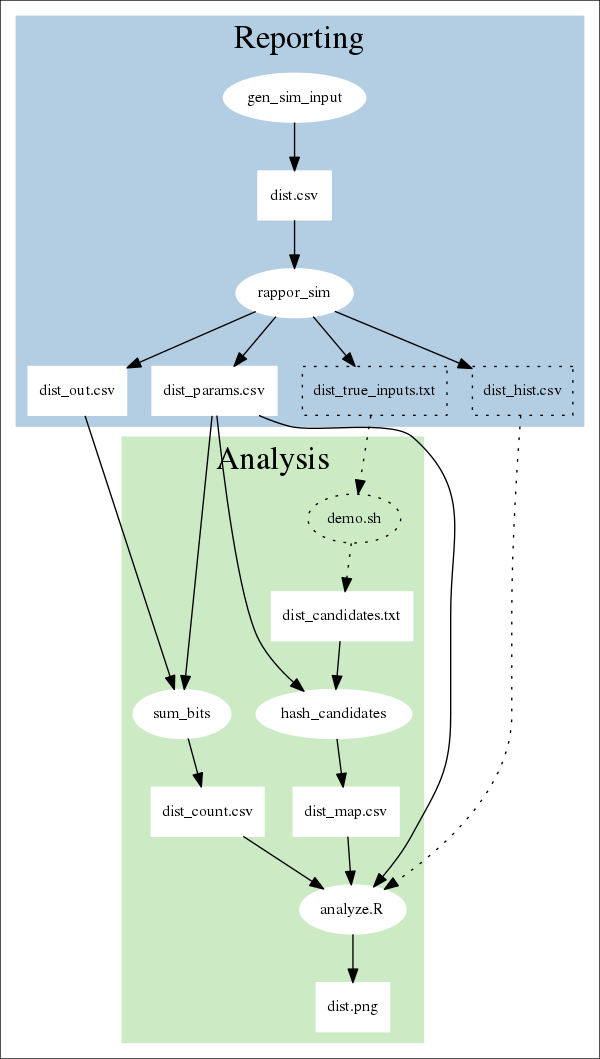 Reporting
gen_sim_input
dist.csv
rappor_sim
dist_out.csv
dist_params.csv
dist_true_inputs.txt
dist_hist.csv
Analysis
demo.sh
dist_candidates.txt
sum_bits
hash_candidates
dist_count.csv
dist_map.csv
analyze.R
dist.png